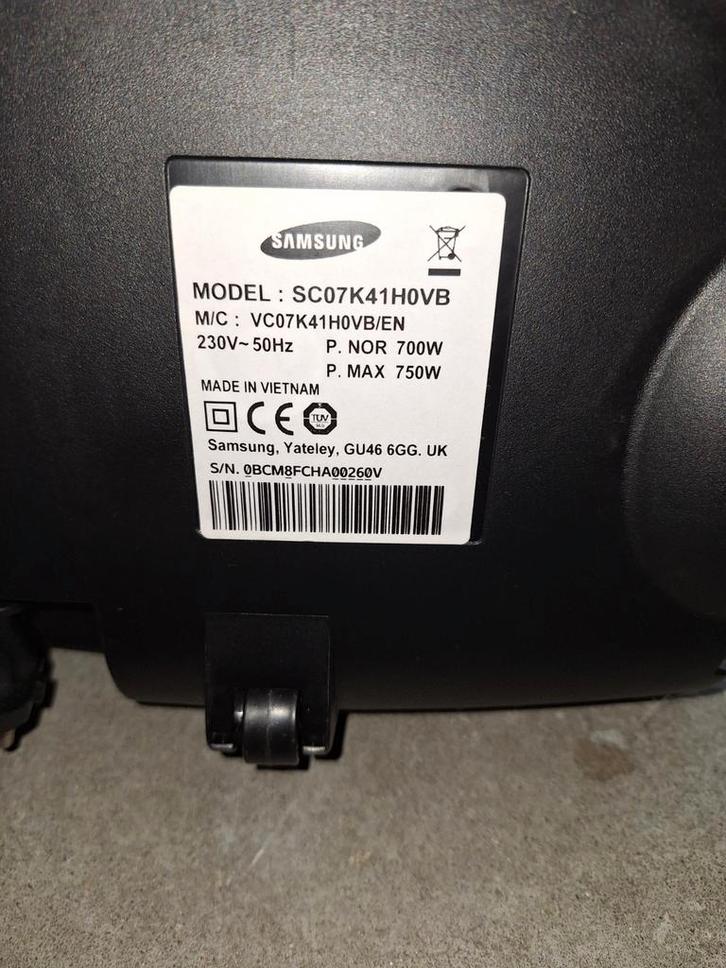 SAMSUNG
MODEL : SC07K41H0VB
M/C : VC07K41H0VB/EN
230V~ 50Hz P. NOR 700W
P. MAX 750W
MADE IN VIETNAM
CE TÜV
Samsung, Yateley, GU46 6GG. UK
S/N. 0BCM8FCHA00260V